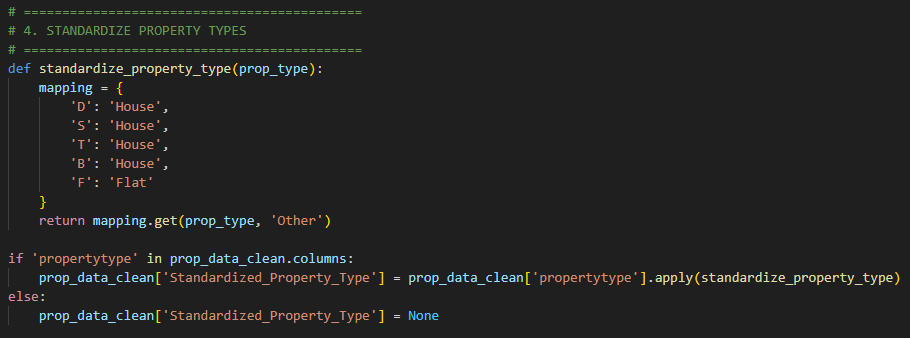 # ===========================================
# 4. STANDARDIZE PROPERTY TYPES
# ===========================================
def standardize_property_type(prop_type):
    mapping = {
        'D': 'House',
        'S': 'House',
        'T': 'House',
        'B': 'House',
        'F': 'Flat'
    }
    return mapping.get(prop_type, 'Other')

if 'propertytype' in prop_data_clean.columns:
    prop_data_clean['Standardized_Property_Type'] = prop_data_clean['propertytype'].apply(standardize_property_type)
else:
    prop_data_clean['Standardized_Property_Type'] = None